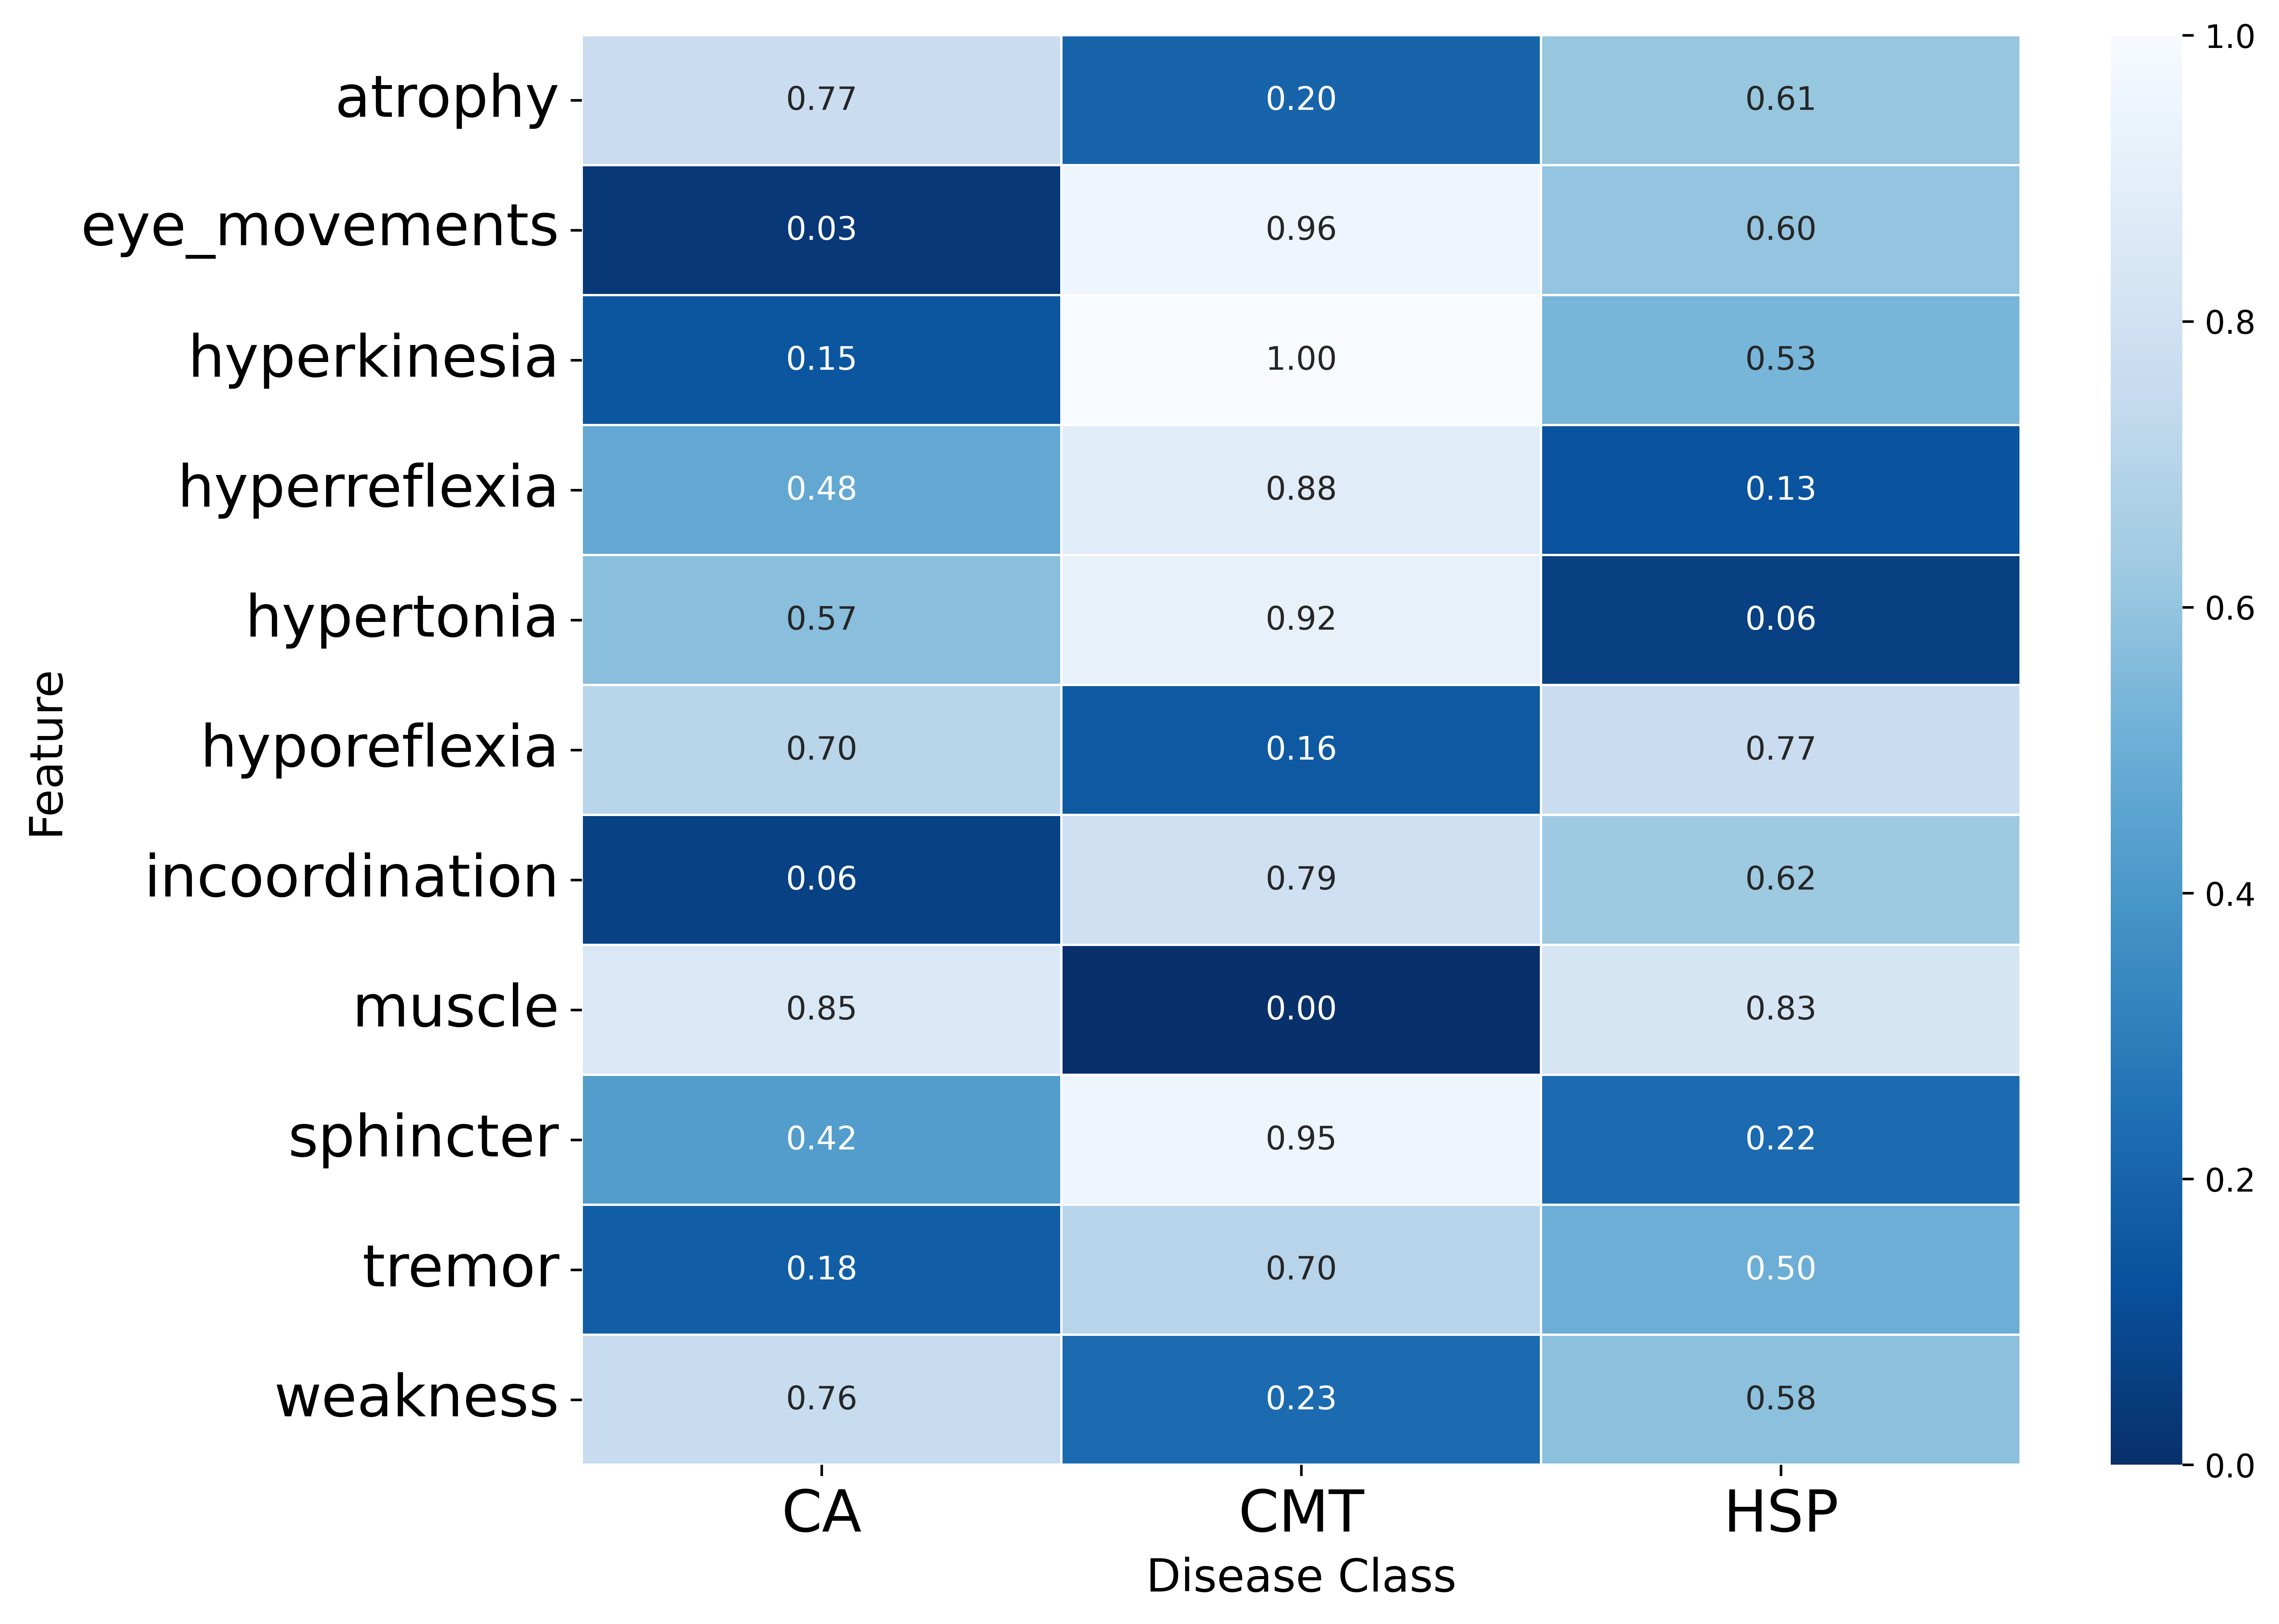 atrophy 0.77 0.20 0.61
eye_movements 0.03 0.96 0.60
hyperkinesia 0.15 1.00 0.53
hyperreflexia 0.48 0.88 0.13
hypertonia 0.57 0.92 0.06
hyporeflexia 0.70 0.16 0.77
incoordination 0.06 0.79 0.62
muscle 0.85 0.00 0.83
sphincter 0.42 0.95 0.22
tremor 0.18 0.70 0.50
weakness 0.76 0.23 0.58
CA CMT HSP
Disease Class
Feature
1.0
0.8
0.6
0.4
0.2
0.0